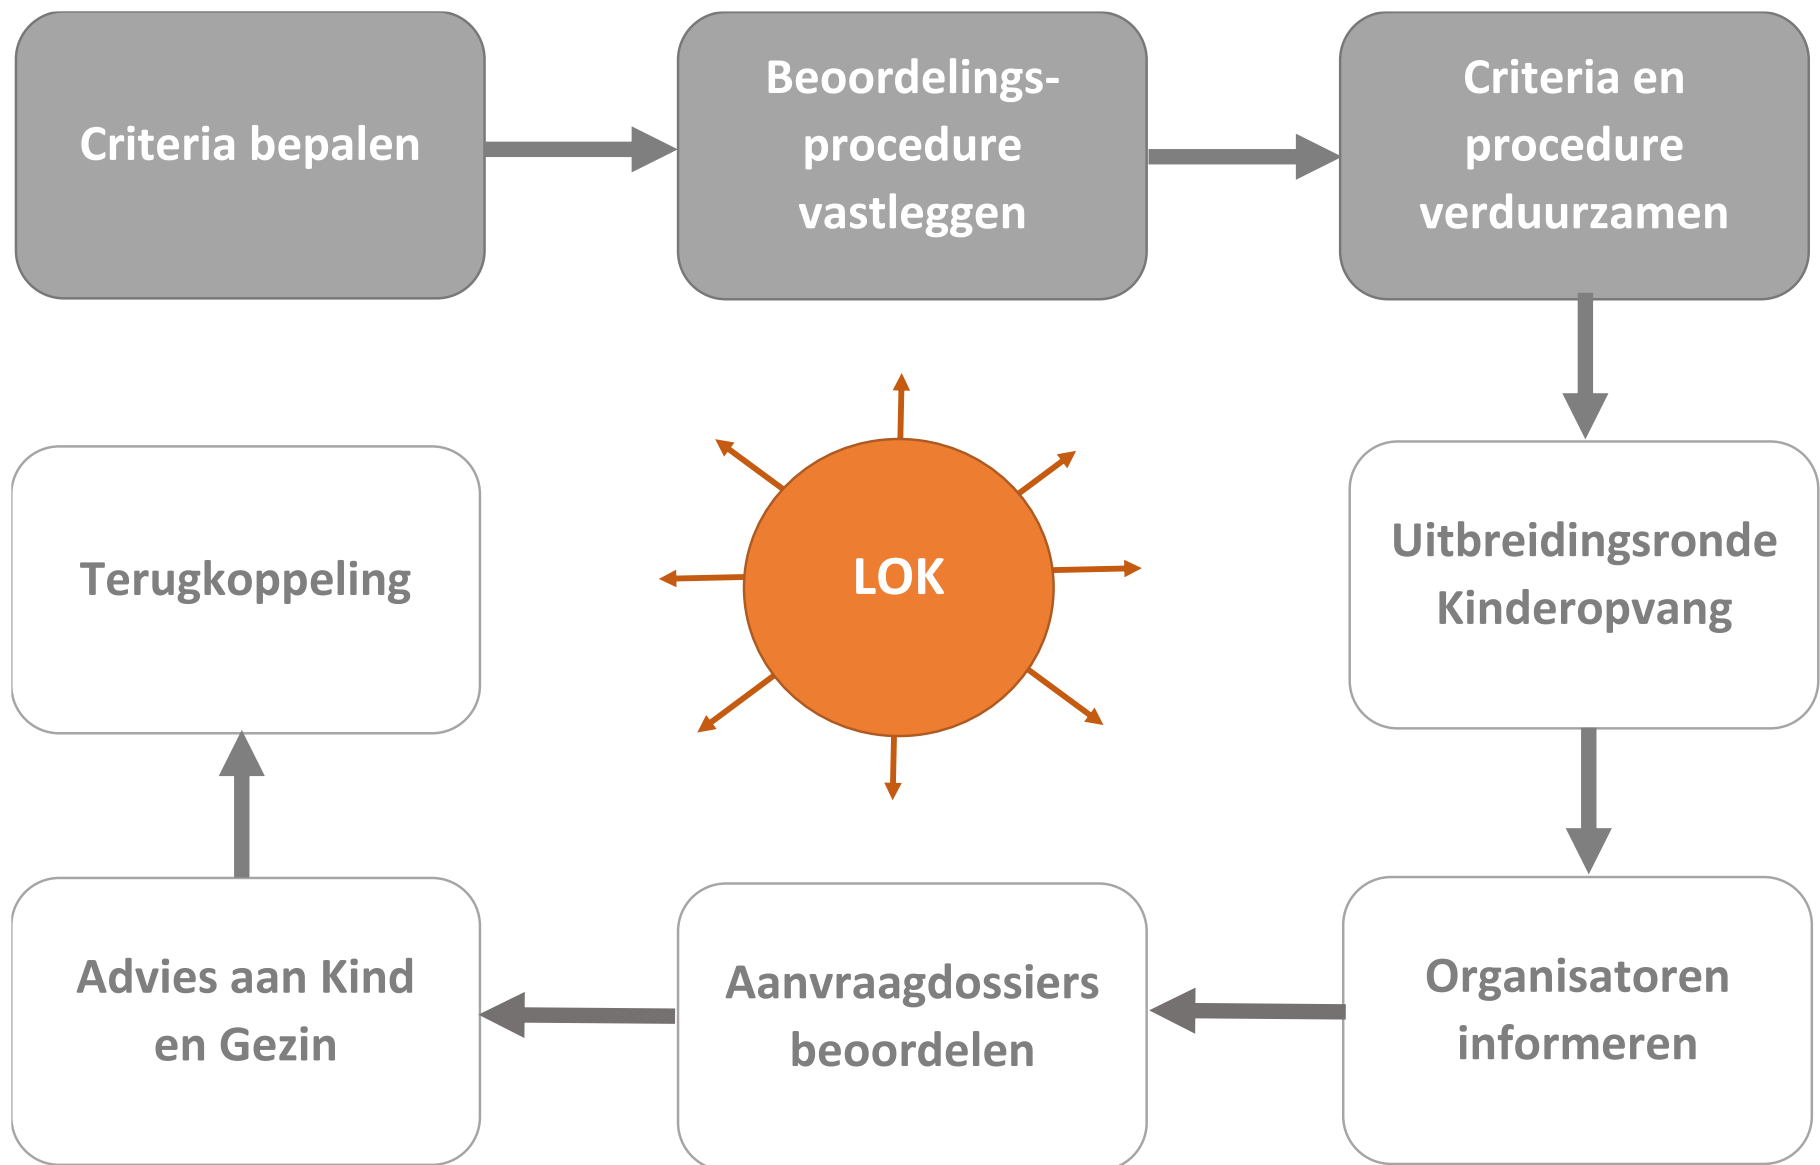 Criteria bepalen
Beoordelings-
procedure
vastleggen
Criteria en
procedure
verduurzamen
Uitbreidingsronde
Kinderopvang
Organisatoren
informeren
Aanvraagdossiers
beoordelen
Advies aan Kind
en Gezin
Terugkoppeling
LOK